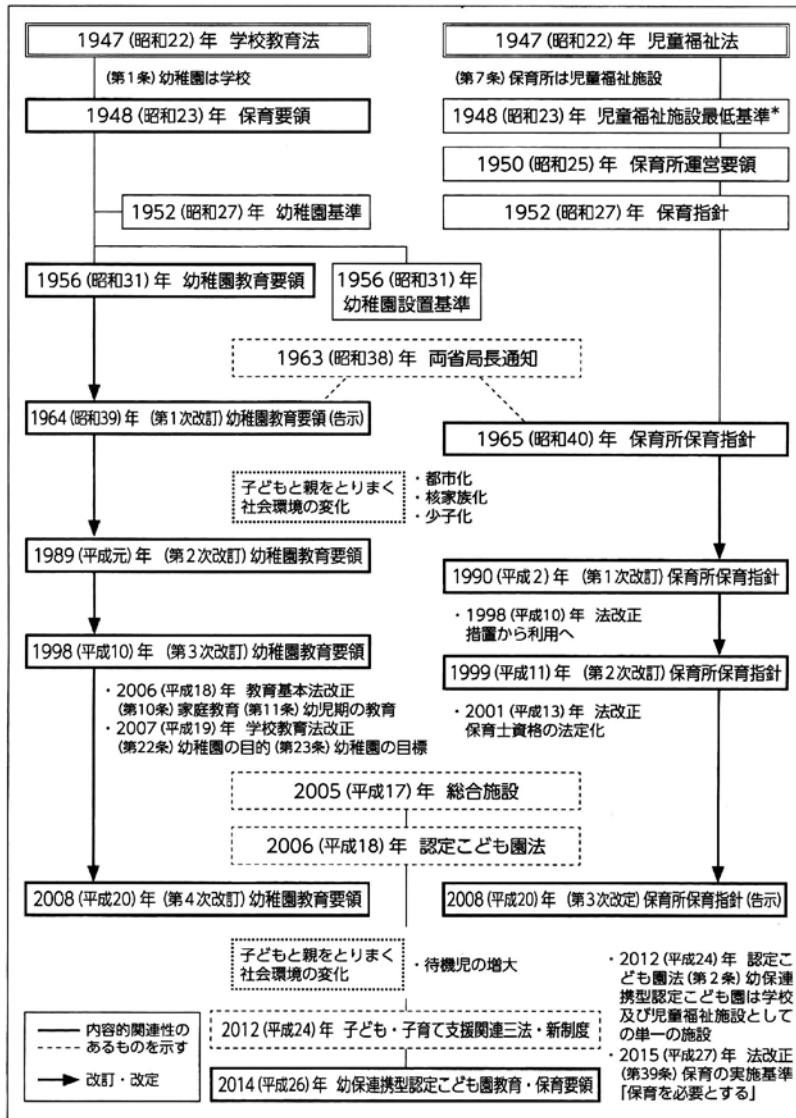 1947(昭和22)年 学校教育法
1947(昭和22)年 児童福祉法
(第1条)幼稚園は学校
(第7条)保育所は児童福祉施設
1948(昭和23)年 保育要領
1948(昭和23)年 児童福祉施設最低基準*
1950(昭和25)年 保育所運営要領
1952(昭和27)年 幼稚園基準
1952(昭和27)年 保育指針
1956(昭和31)年 幼稚園教育要領
1956(昭和31)年
幼稚園設置基準
1963(昭和38)年 両省局長通知
1964(昭和39)年 (第1次改訂)幼稚園教育要領(告示)
1965(昭和40)年 保育所保育指針
子どもと親をとりまく
社会環境の変化
・都市化
・核家族化
・少子化
1989(平成元)年 (第2次改訂)幼稚園教育要領
1990(平成2)年 (第1次改訂)保育所保育指針
・1998(平成10)年 法改正
措置から利用へ
1998(平成10)年 (第3次改訂)幼稚園教育要領
1999(平成11)年 (第2次改訂)保育所保育指針
・2006(平成18)年 教育基本法改正
(第10条)家庭教育(第11条)幼児期の教育
・2007(平成19)年 学校教育法改正
(第22条)幼稚園の目的(第23条)幼稚園の目標
・2001(平成13)年 法改正
保育士資格の法定化
2005(平成17)年 総合施設
2006(平成18)年 認定こども園法
2008(平成20)年 (第4次改訂)幼稚園教育要領
2008(平成20)年 (第3次改定)保育所保育指針(告示)
子どもと親をとりまく
社会環境の変化
・待機児の増大
・2012(平成24)年 認定こ
ども園法(第2条)幼保連
携型認定こども園は学校
及び児童福祉施設として
の単一の施設
・2015(平成27)年 法改正
(第39条)保育の実施基準
「保育を必要とする」
2012(平成24)年 子ども・子育て支援関連三法・新制度
2014(平成26)年 幼保連携型認定こども園教育・保育要領
内容的関連性の
あるものを示す
改訂・改定